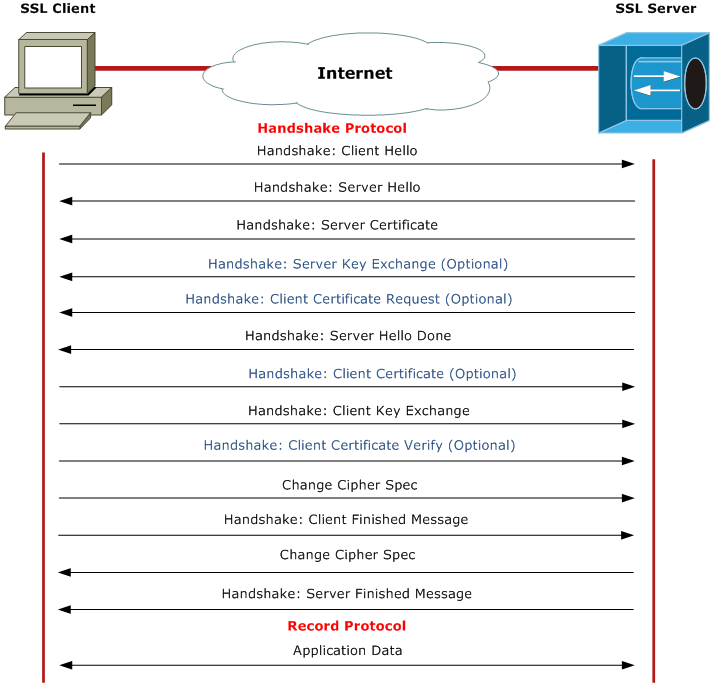 SSL Client
SSL Server
Internet
Handshake Protocol
Handshake: Client Hello
Handshake: Server Hello
Handshake: Server Certificate
Handshake: Server Key Exchange (Optional)
Handshake: Client Certificate Request (Optional)
Handshake: Server Hello Done
Handshake: Client Certificate (Optional)
Handshake: Client Key Exchange
Handshake: Client Certificate Verify (Optional)
Change Cipher Spec
Handshake: Client Finished Message
Change Cipher Spec
Handshake: Server Finished Message
Record Protocol
Application Data